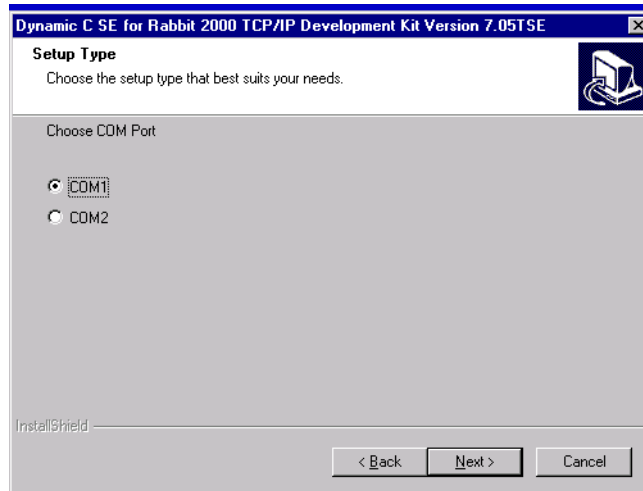 Dynamic C SE for Rabbit 2000 TCP/IP Development Kit Version 7.05TSE
Setup Type
Choose the setup type that best suits your needs.
Choose COM Port
COM1
COM2
InstallShield
< Back Next > Cancel